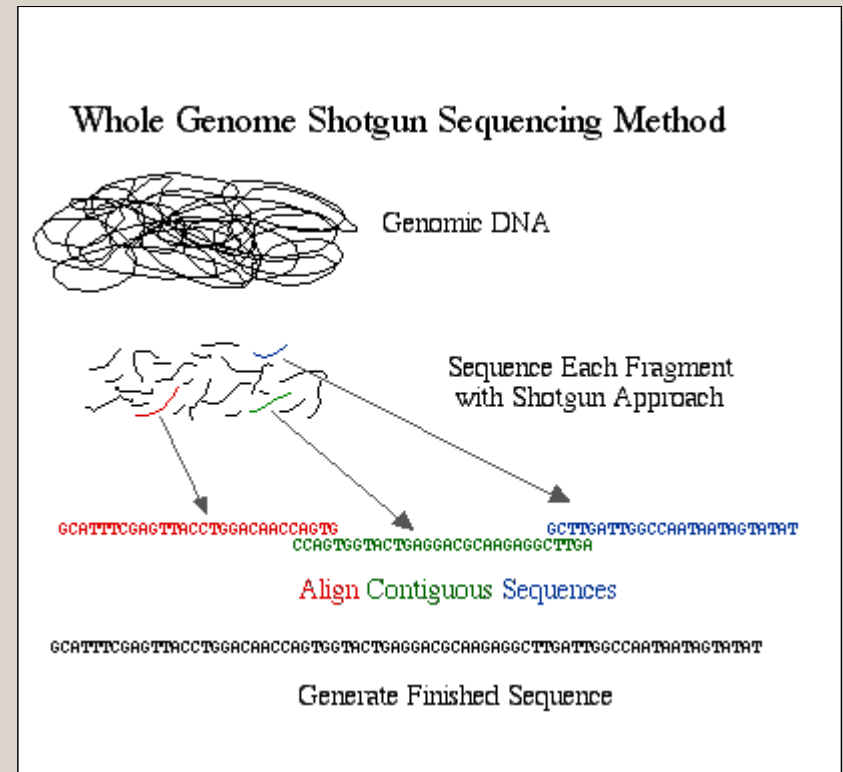 Whole Genome Shotgun Sequencing Method
Genomic DNA
Sequence Each Fragment
with Shotgun Approach
GCATTTCGAGTTACCTGGACAACCAGTG
GCTTGATTGGCCAATAATAGTATAT
CCAGTGGTACTGAGGACGCAAGAGGCTTGA
Align Contiguous Sequences
GCATTTCGAGTTACCTGGACAACCAGTGGTACTGAGGACGCAAGAGGCTTGATTGGCCAATAATAGTATAT
Generate Finished Sequence